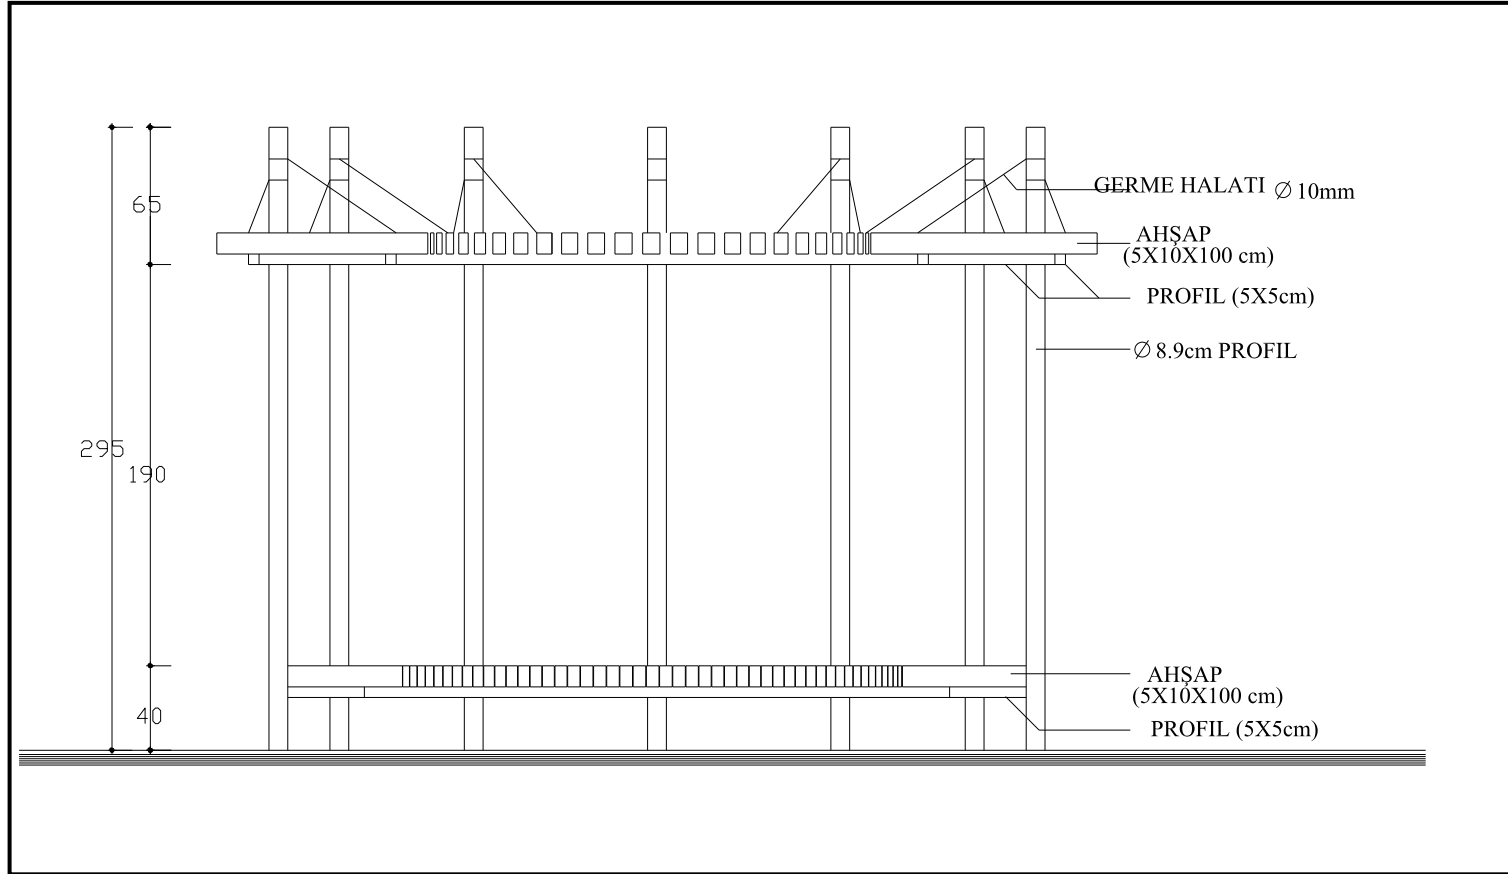 65
295
190
40
GERME HALATI ∅ 10mm
AHŞAP
(5X10X100 cm)
PROFIL (5X5cm)
∅ 8.9cm PROFIL
AHŞAP
(5X10X100 cm)
PROFIL (5X5cm)